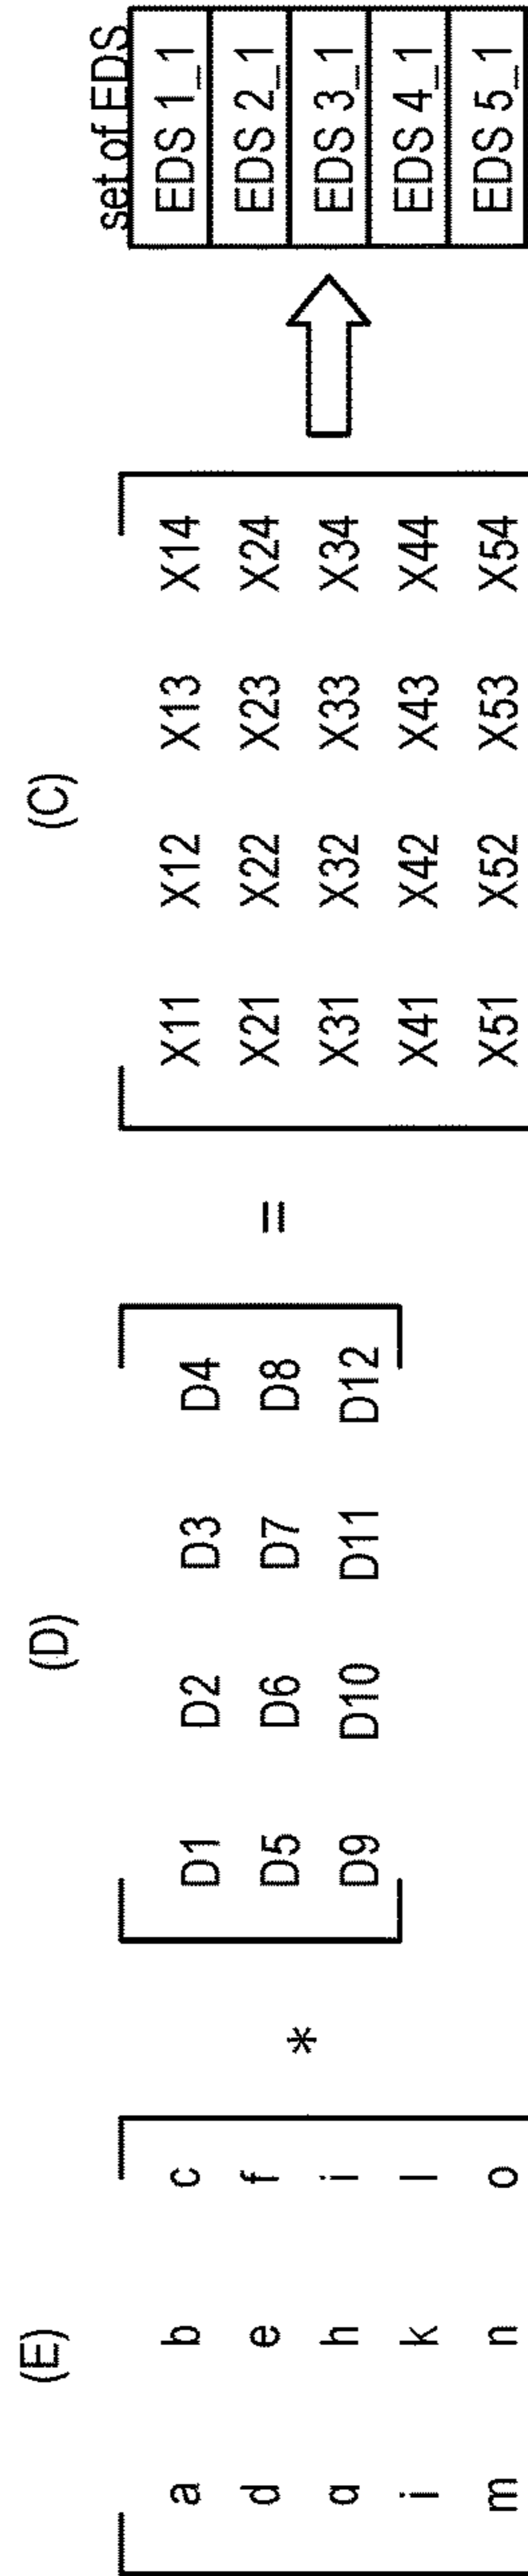 (E) (D) (C) set of EDS
a b c D1 D2 D3 D4 X11 X12 X13 X14 EDS 1_1
d e f * D5 D6 D7 D8 = X21 X22 X23 X24 EDS 2_1
g h i D9 D10 D11 D12 X31 X32 X33 X34 EDS 3_1
j k l X41 X42 X43 X44 EDS 4_1
m n o X51 X52 X53 X54 EDS 5_1